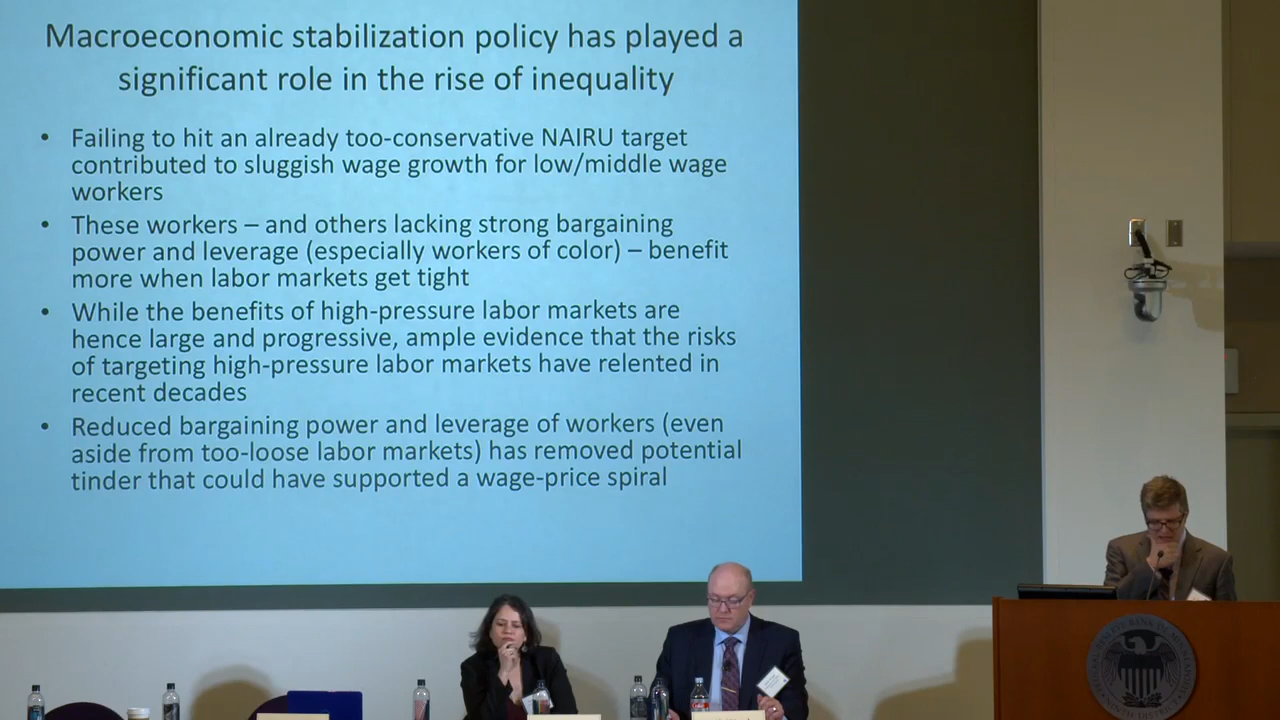 Macroeconomic stabilization policy has played a
significant role in the rise of inequality
• Failing to hit an already too-conservative NAIRU target
contributed to sluggish wage growth for low/middle wage
workers
• These workers – and others lacking strong bargaining
power and leverage (especially workers of color) – benefit
more when labor markets get tight
• While the benefits of high-pressure labor markets are
hence large and progressive, ample evidence that the risks
of targeting high-pressure labor markets have relented in
recent decades
• Reduced bargaining power and leverage of workers (even
aside from too-loose labor markets) has removed potential
tinder that could have supported a wage-price spiral